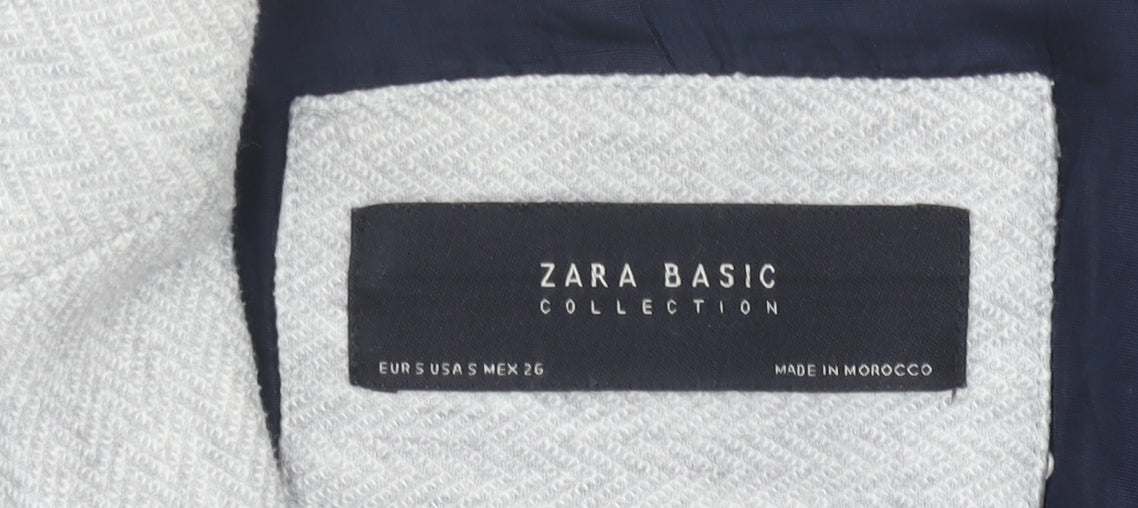 ZARA BASIC
COLLECTION
EUR S USA S MEX 26
MADE IN MOROCCO